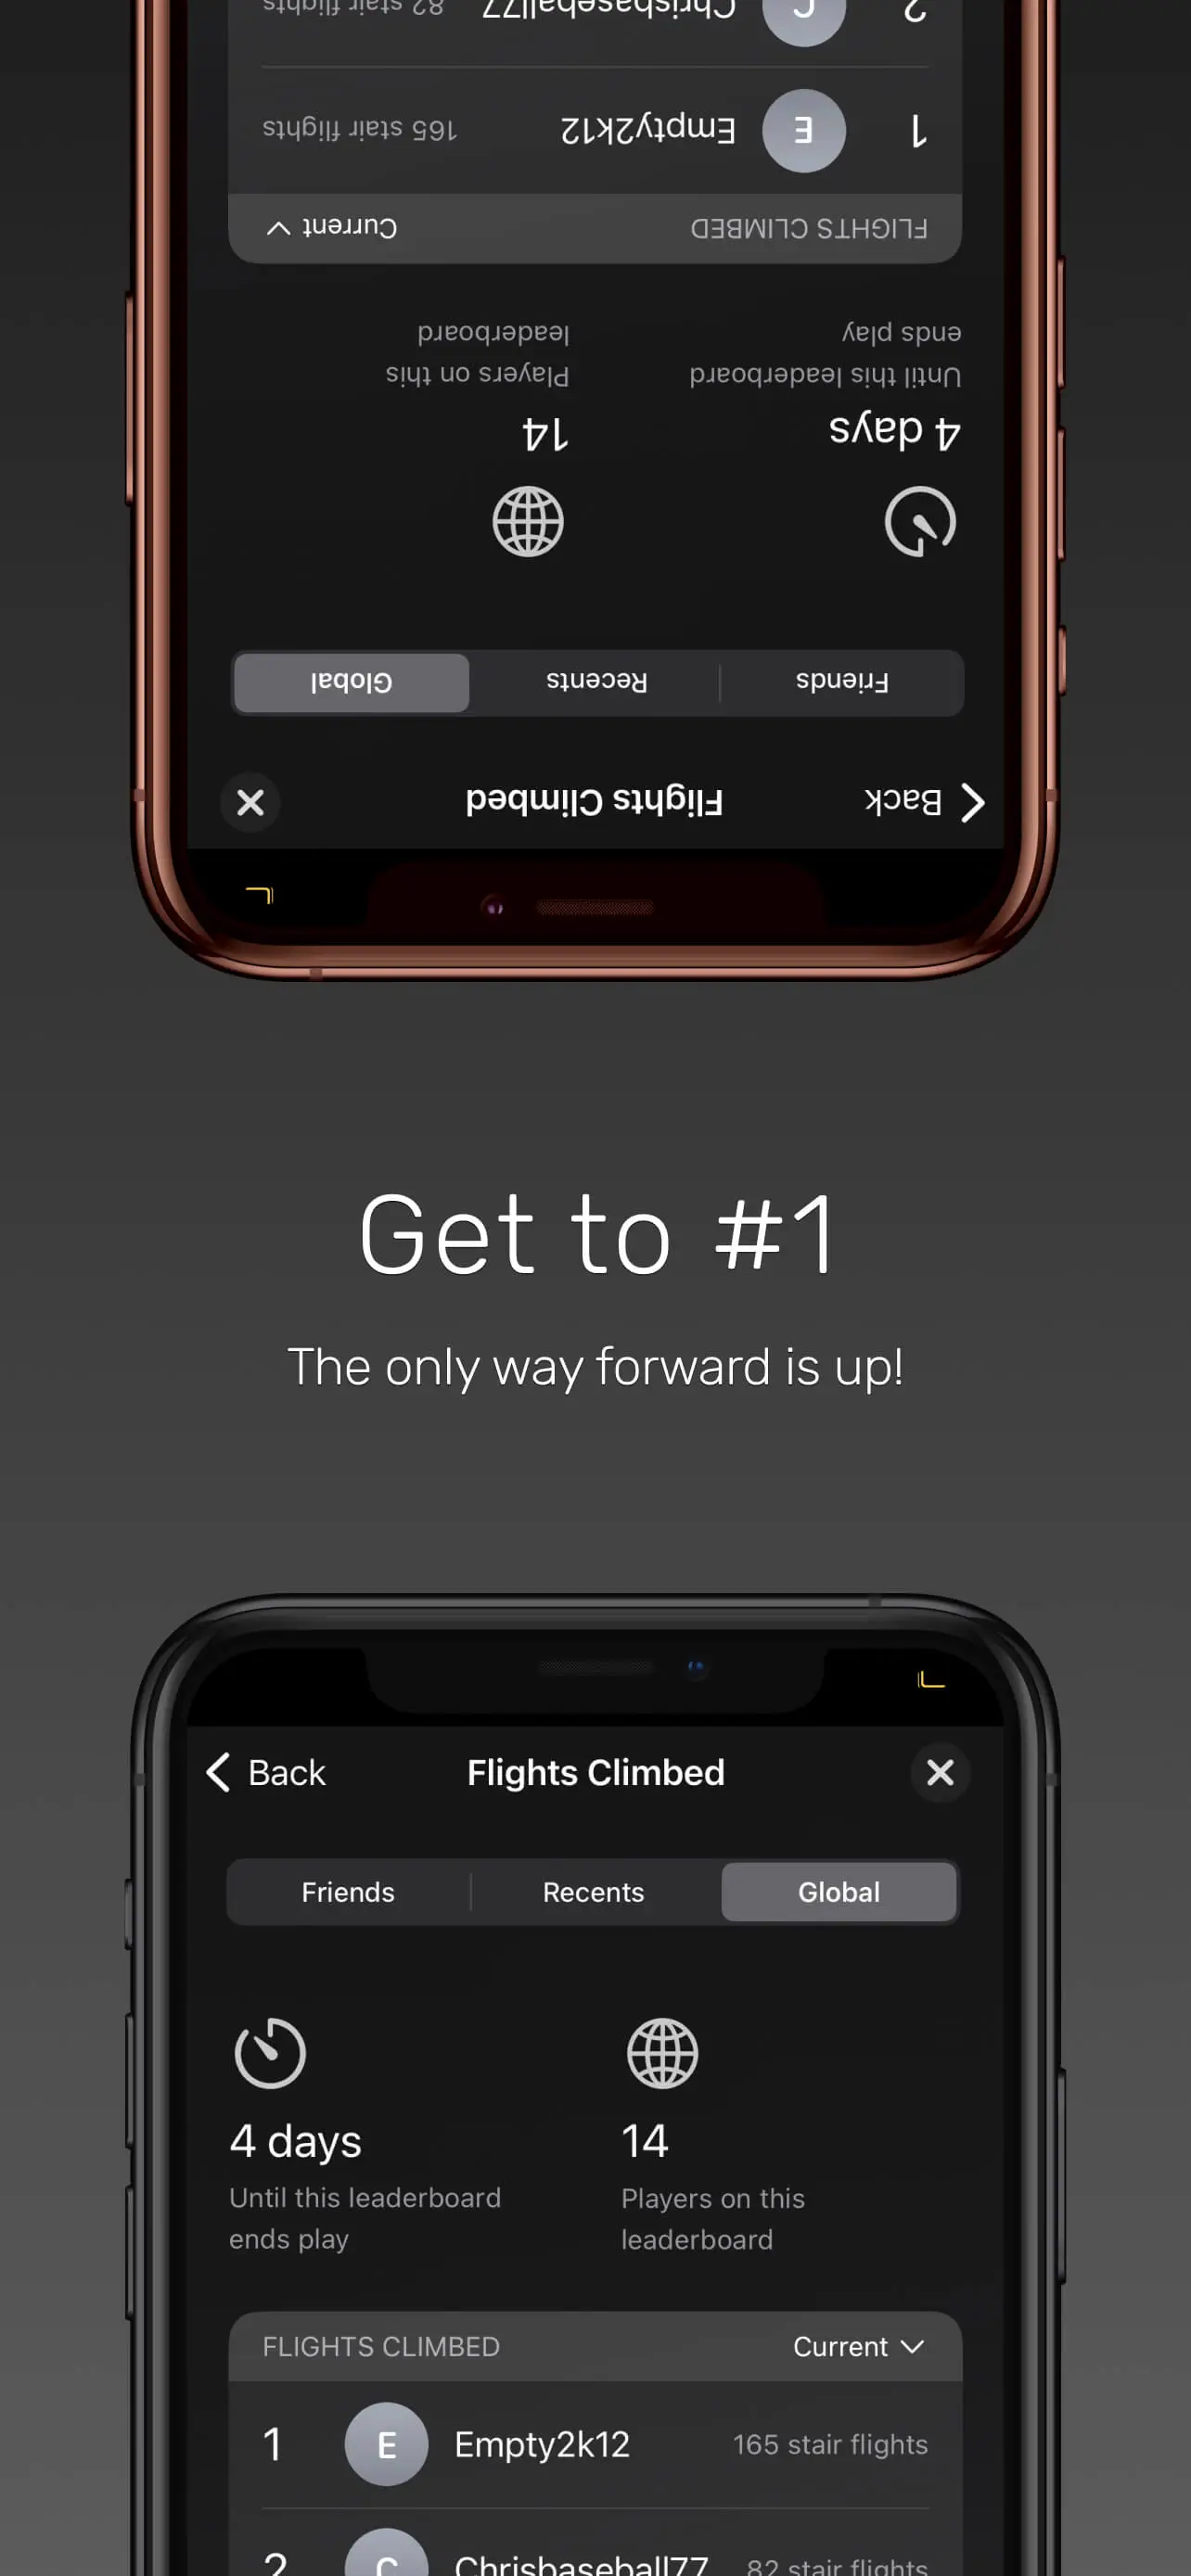 2 C Chrisbaseball77 82 stair flights
1 E Empty2k12 165 stair flights
FLIGHTS CLIMBED Current
Until this leaderboard
ends play
Players on this
leaderboard
4 days 14
Friends Recents Global
Back Flights Climbed
Get to #1
The only way forward is up!
Back Flights Climbed
Friends Recents Global
4 days 14
Until this leaderboard
ends play
Players on this
leaderboard
FLIGHTS CLIMBED Current
1 E Empty2k12 165 stair flights
2 C Chrisbaseball77 82 stair flights